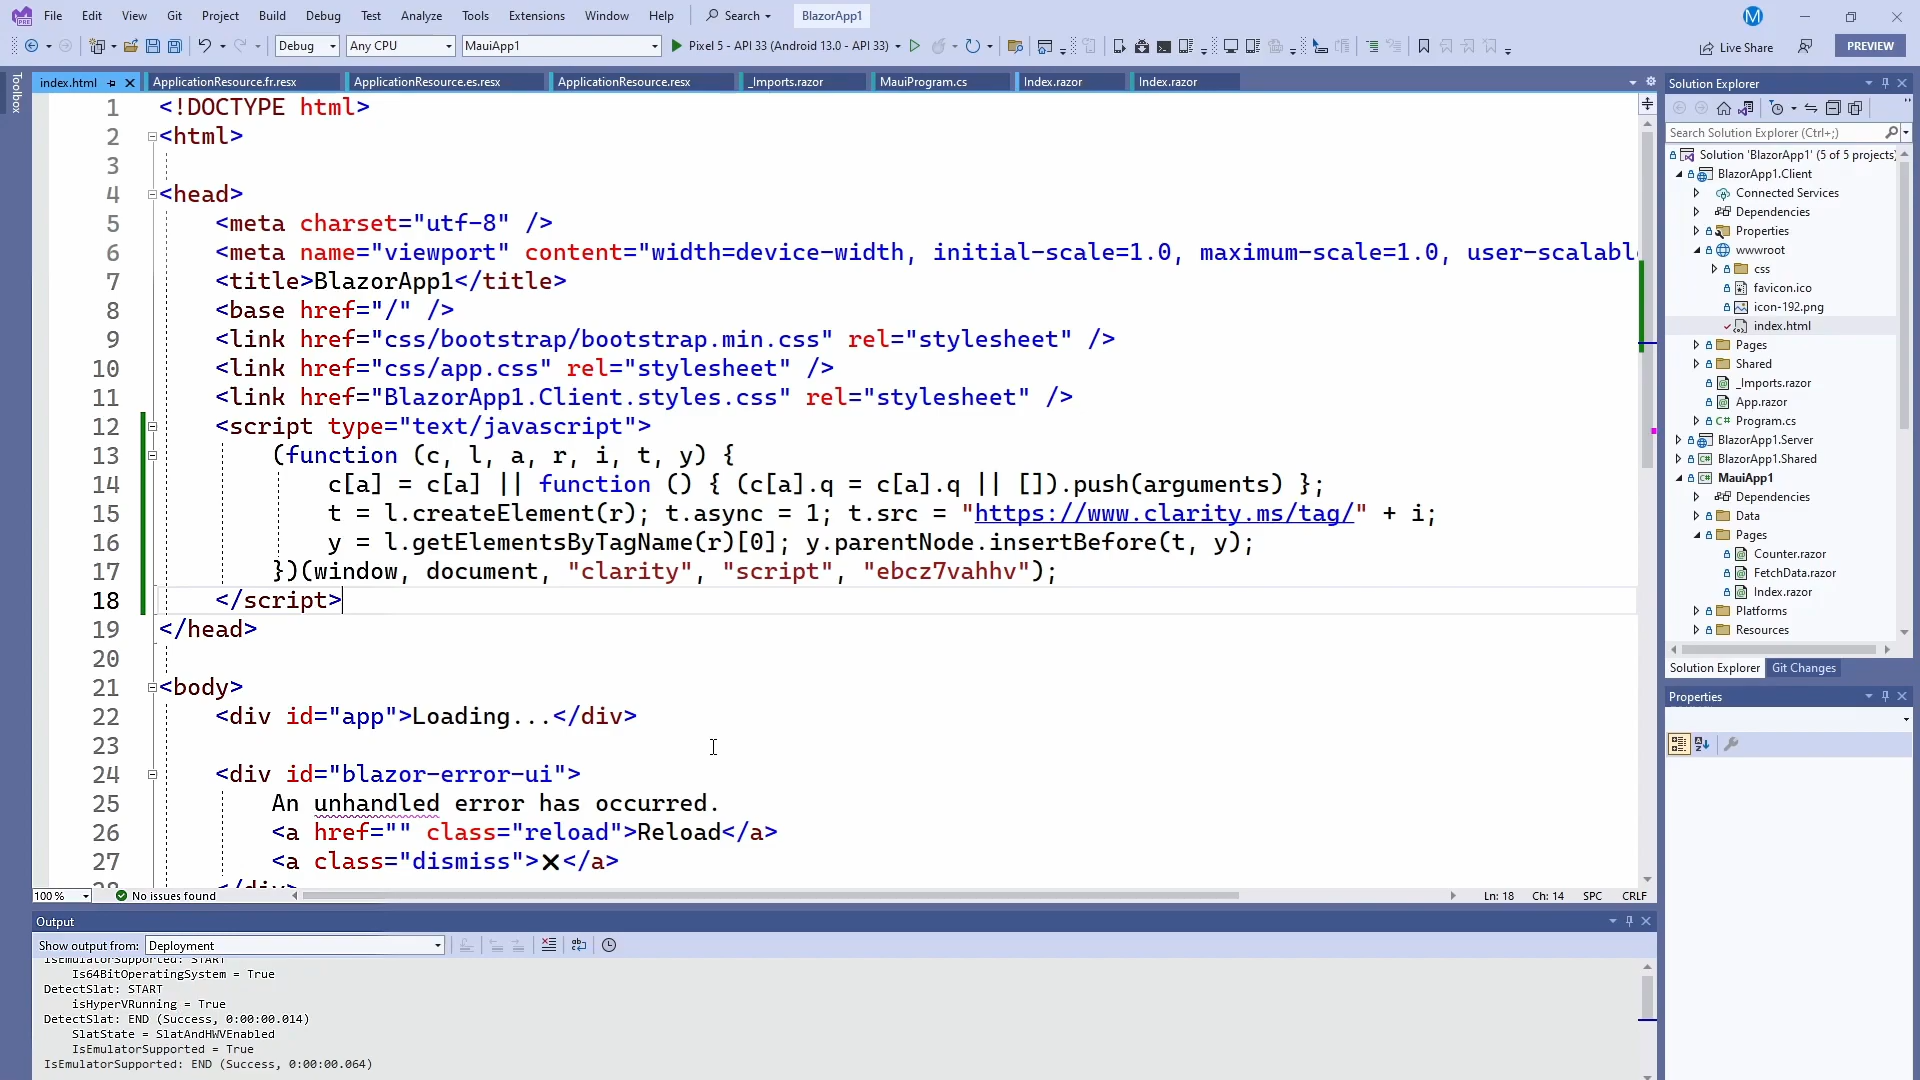 File Edit View Git Project Build Debug Test Analyze Tools Extensions Window Help Search BlazorApp1 M
Debug Any CPU MauiApp1 Pixel 5 - API 33 (Android 13.0 - API 33) Live Share PREVIEW
Toolbox
index.html ApplicationResource.fr.resx ApplicationResource.es.resx ApplicationResource.resx _Imports.razor MauiProgram.cs Index.razor Index.razor
1 <!DOCTYPE html>
2 <html>
3
4 <head>
5 <meta charset="utf-8" />
6 <meta name="viewport" content="width=device-width, initial-scale=1.0, maximum-scale=1.0, user-scalabl
7 <title>BlazorApp1</title>
8 <base href="/" />
9 <link href="css/bootstrap/bootstrap.min.css" rel="stylesheet" />
10 <link href="css/app.css" rel="stylesheet" />
11 <link href="BlazorApp1.Client.styles.css" rel="stylesheet" />
12 <script type="text/javascript">
13 (function (c, l, a, r, i, t, y) {
14 c[a] = c[a] || function () { (c[a].q = c[a].q || []).push(arguments) };
15 t = l.createElement(r); t.async = 1; t.src = "https://www.clarity.ms/tag/" + i;
16 y = l.getElementsByTagName(r)[0]; y.parentNode.insertBefore(t, y);
17 })(window, document, "clarity", "script", "ebcz7vahhv");
18 </script>
19 </head>
20
21 <body>
22 <div id="app">Loading...</div>
23
24 <div id="blazor-error-ui">
25 An unhandled error has occurred.
26 <a href="" class="reload">Reload</a>
27 <a class="dismiss">🗙</a>
28 </div>
100 % No issues found Ln: 18 Ch: 14 SPC CRLF
Output
Show output from: Deployment
IsEmulatorSupported: START
Is64BitOperatingSystem = True
DetectSlat: START
isHyperVRunning = True
DetectSlat: END (Success, 0:00:00.014)
SlatState = SlatAndHWVEnabled
IsEmulatorSupported = True
IsEmulatorSupported: END (Success, 0:00:00.064)
Solution Explorer
Search Solution Explorer (Ctrl+;)
Solution 'BlazorApp1' (5 of 5 projects)
BlazorApp1.Client
Connected Services
Dependencies
Properties
wwwroot
css
favicon.ico
icon-192.png
index.html
Pages
Shared
_Imports.razor
App.razor
C# Program.cs
BlazorApp1.Server
BlazorApp1.Shared
MauiApp1
Dependencies
Data
Pages
Counter.razor
FetchData.razor
Index.razor
Platforms
Resources
Solution Explorer Git Changes
Properties